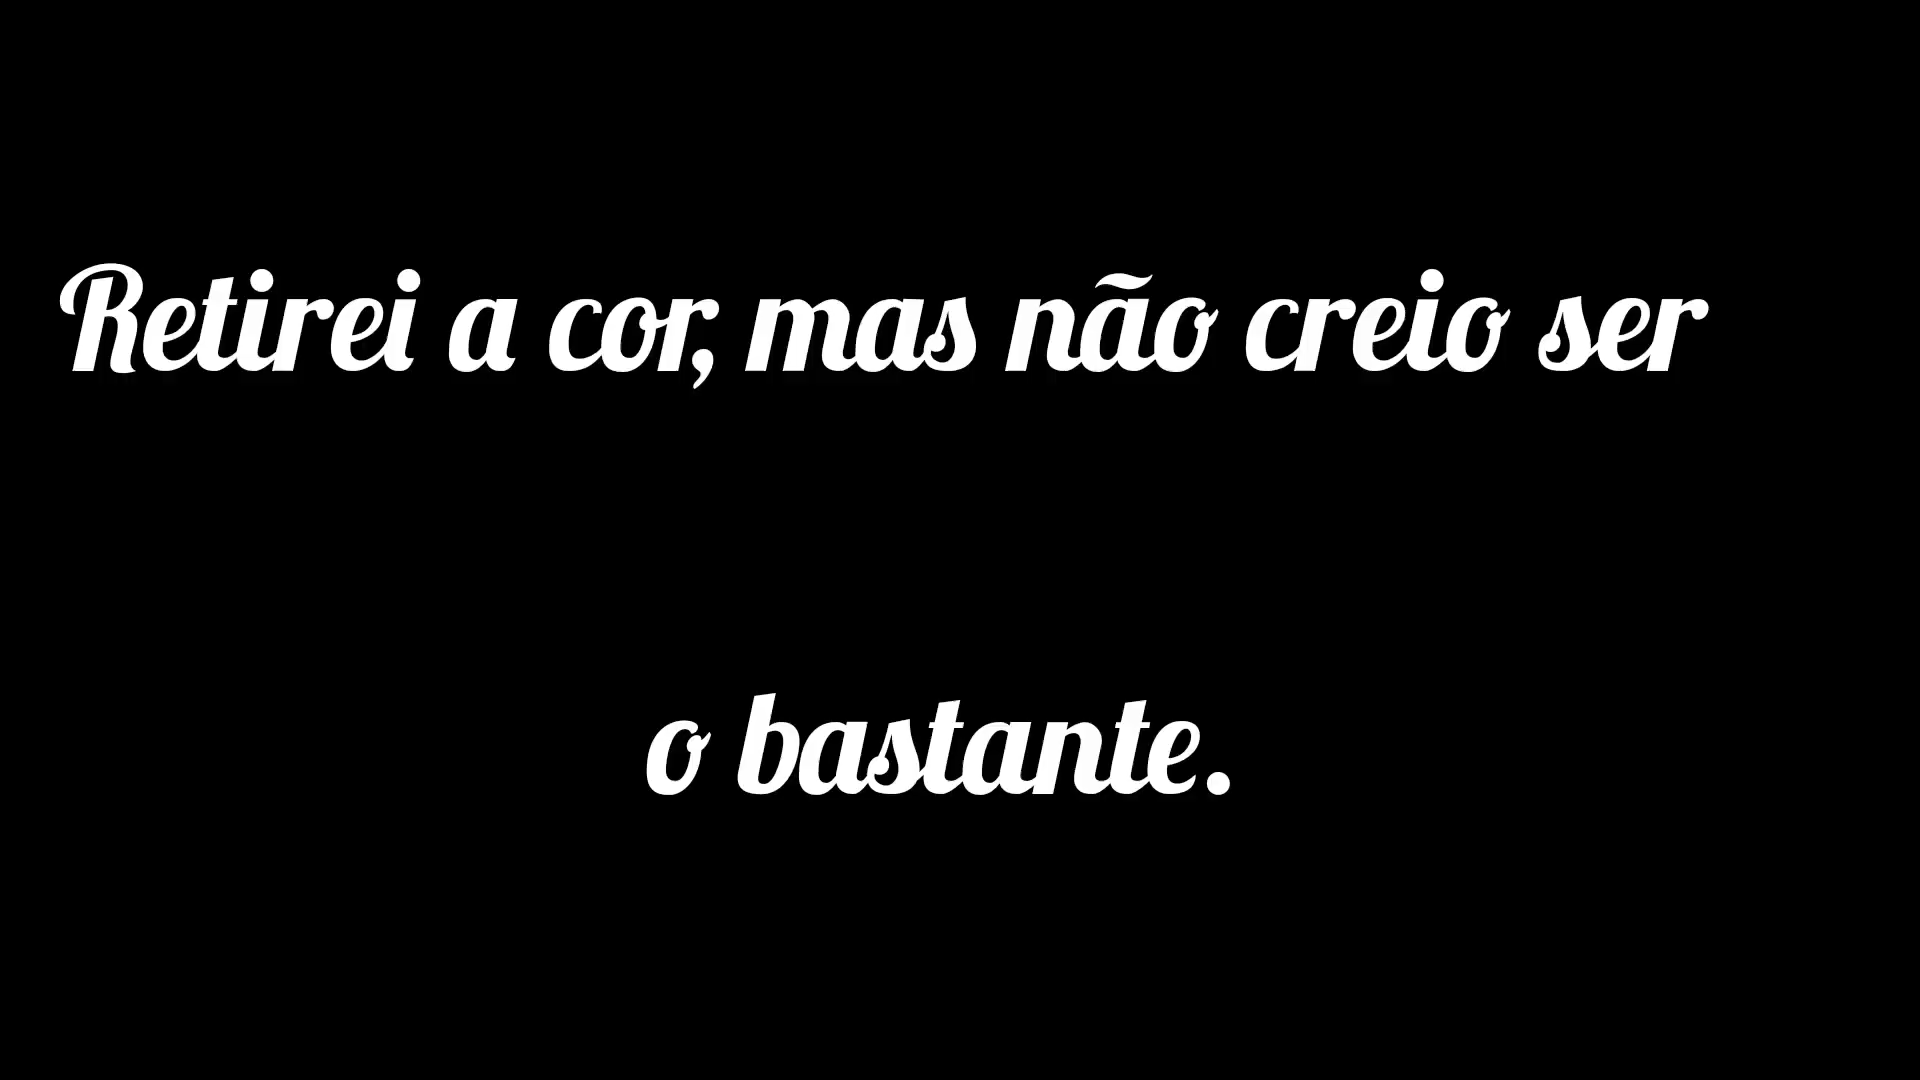 Retirei a cor, mas não creio ser
o bastante.